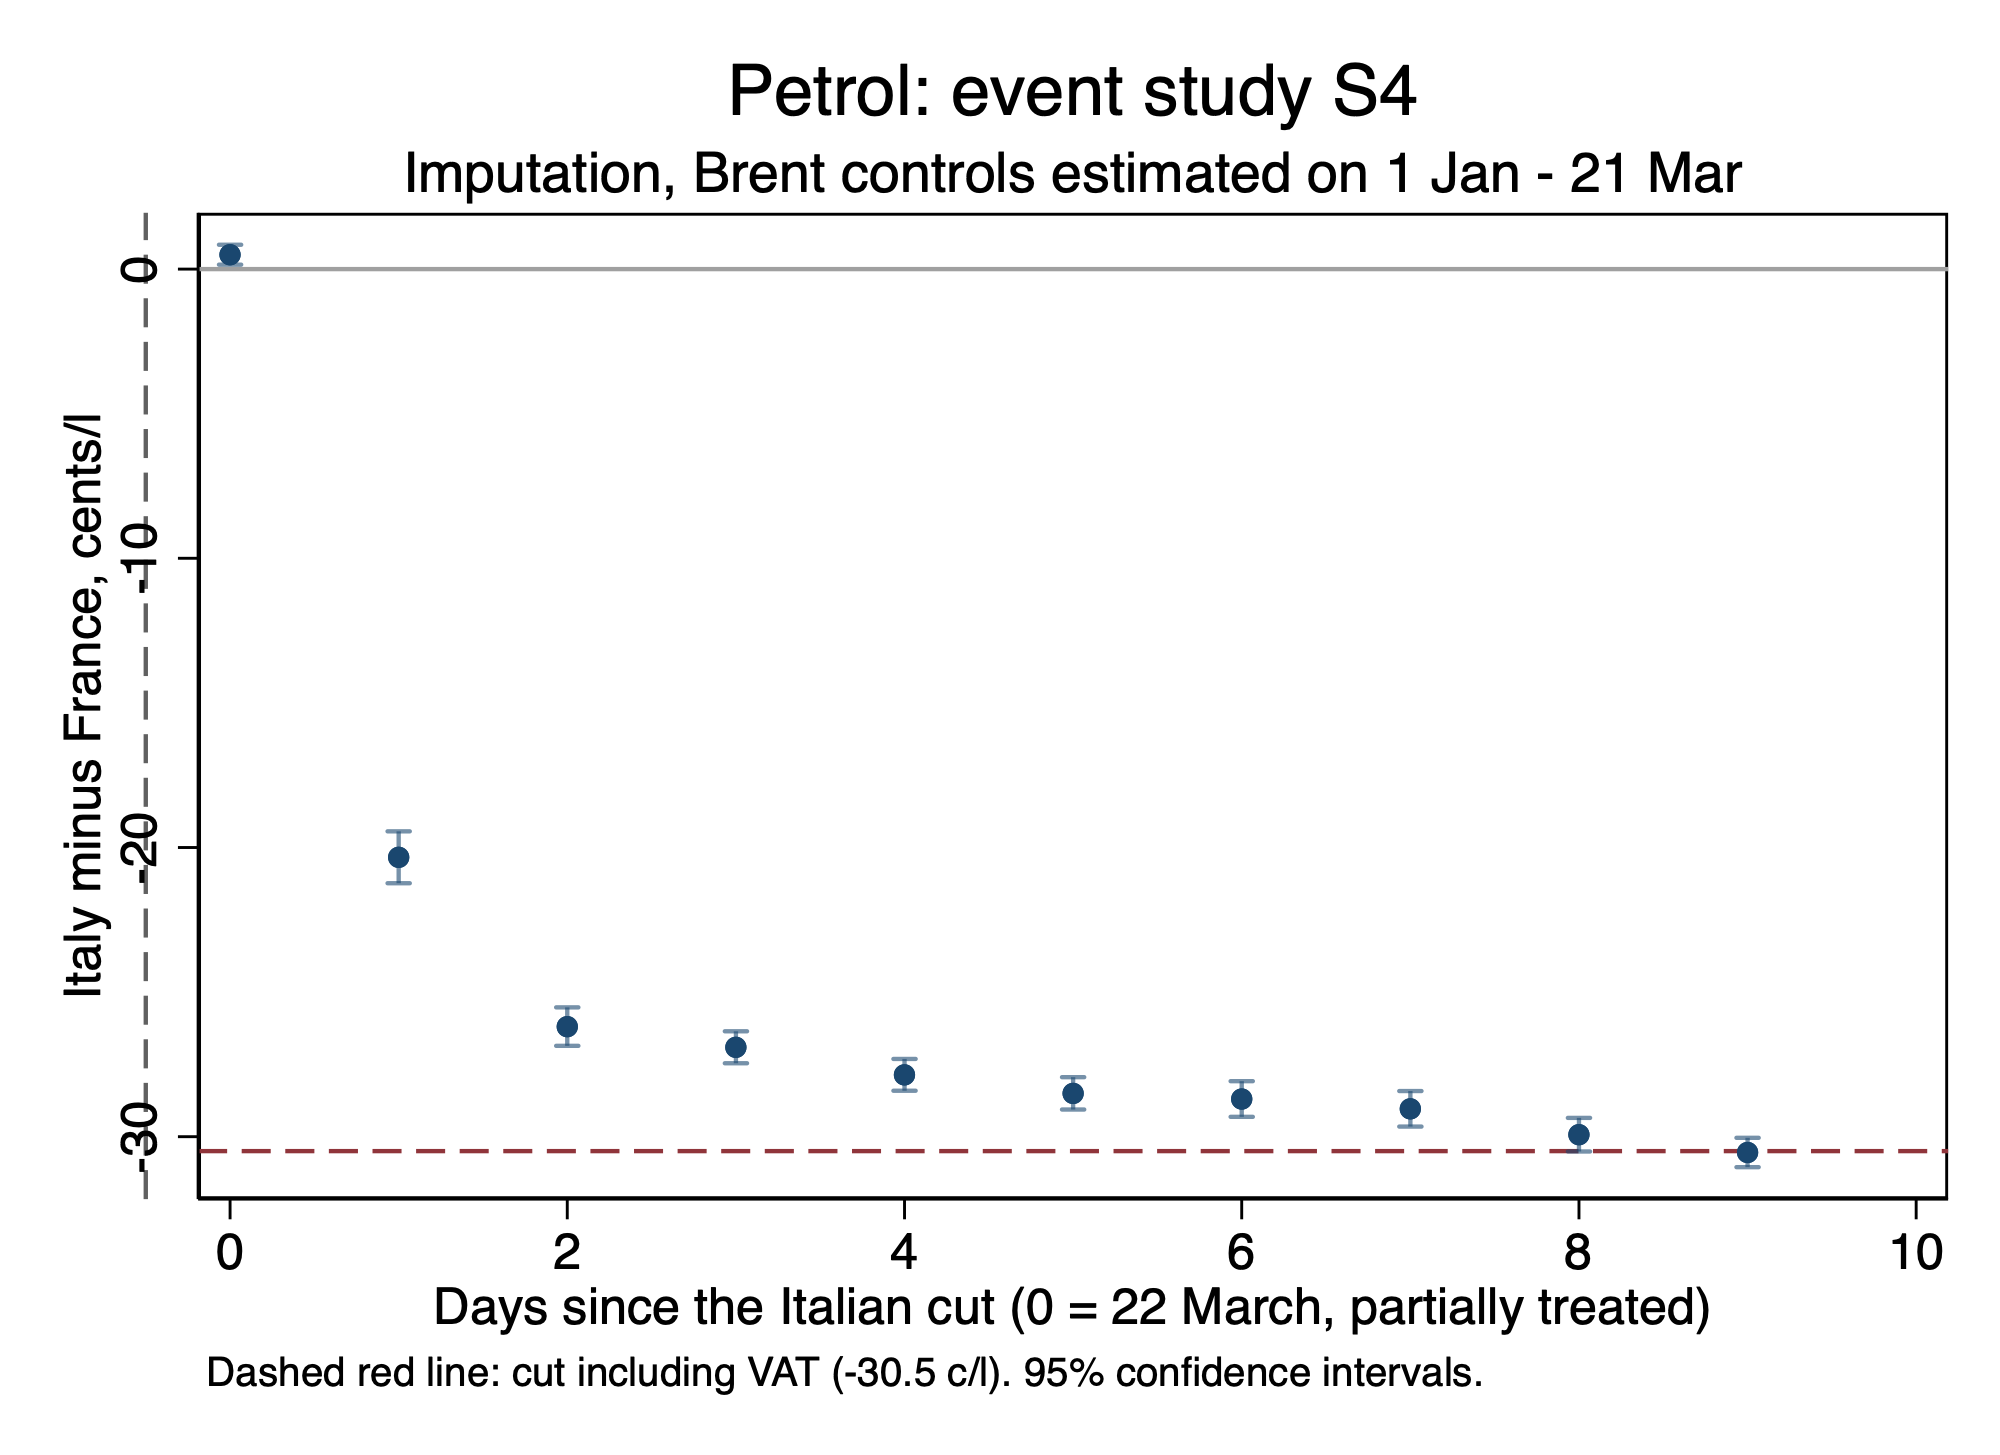 Petrol: event study S4
Imputation, Brent controls estimated on 1 Jan - 21 Mar
Italy minus France, cents/l
0
-10
-20
-30
0 2 4 6 8 10
Days since the Italian cut (0 = 22 March, partially treated)
Dashed red line: cut including VAT (-30.5 c/l). 95% confidence intervals.